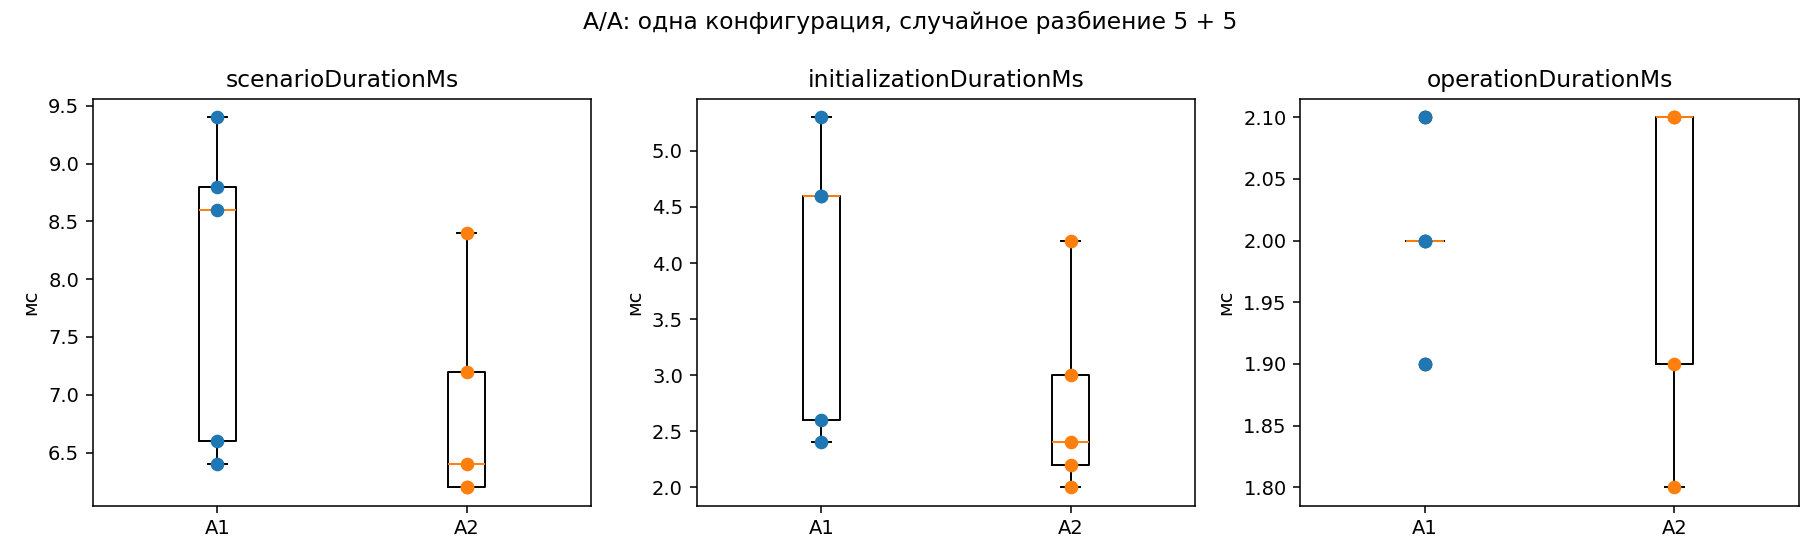 А/А: одна конфигурация, случайное разбиение 5 + 5
scenarioDurationMs
initializationDurationMs
operationDurationMs
9.5
9.0
8.5
8.0
7.5
7.0
6.5
мс
A1
A2
5.0
4.5
4.0
3.5
3.0
2.5
2.0
мс
A1
A2
2.10
2.05
2.00
1.95
1.90
1.85
1.80
мс
A1
A2